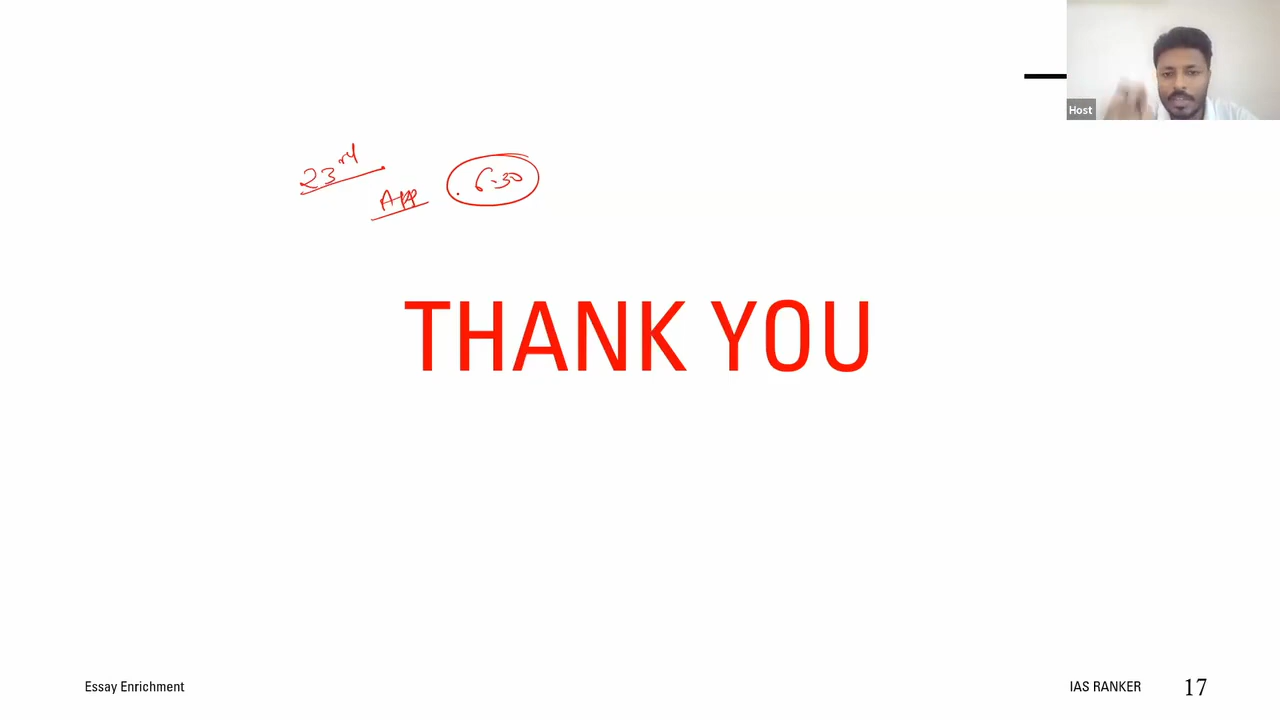 Host
23rd
App
6-30
THANK YOU
Essay Enrichment
IAS RANKER
17